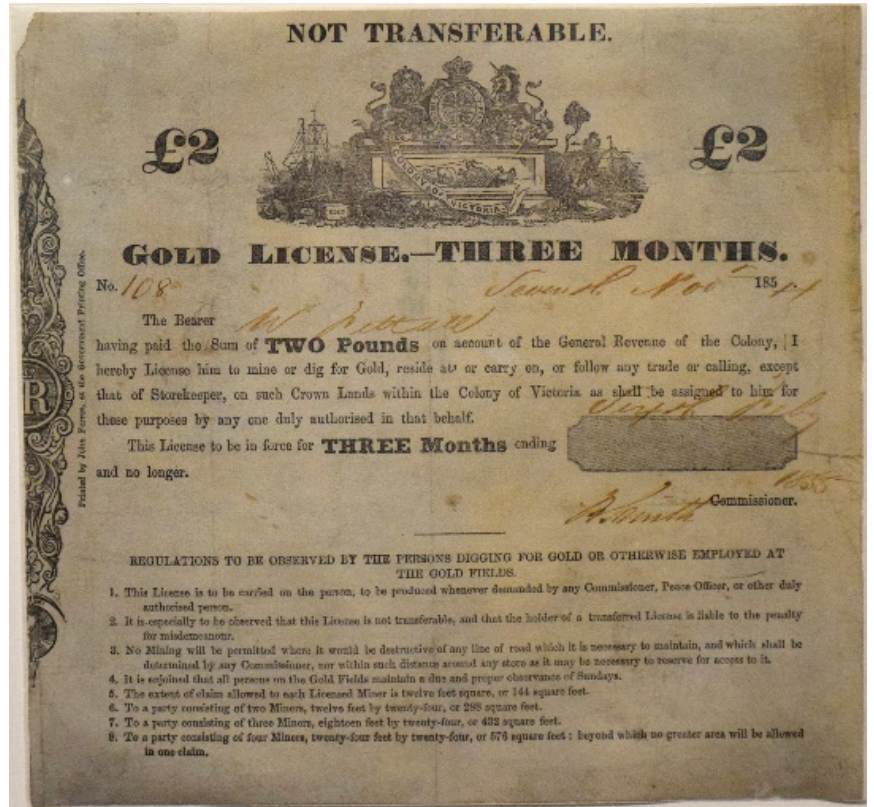 NOT TRANSFERABLE.
£2 £2
COLONY OF VICTORIA
GOLD LICENSE.—THREE MONTHS.
No. 108 Seventh Nov 1854
The Bearer W
having paid the Sum of TWO Pounds on account of the General Revenue of the Colony, I
hereby License him to mine or dig for Gold, reside at or carry on, or follow any trade or calling, except
that of Storekeeper, on such Crown Lands within the Colony of Victoria as shall be assigned to him for
these purposes by any one duly authorised in that behalf.
This License to be in force for THREE Months ending
and no longer.
1855
Commissioner.
Printed by John Ferres, at the Government Printing Office.
R
REGULATIONS TO BE OBSERVED BY THE PERSONS DIGGING FOR GOLD OR OTHERWISE EMPLOYED AT
THE GOLD FIELDS.
1. This License is to be carried on the person, to be produced whenever demanded by any Commissioner, Peace Officer, or other duly
authorised person.
2. It is especially to be observed that this License is not transferable, and that the holder of a transferred License is liable to the penalty
for misdemeanour.
3. No Mining will be permitted where it would be destructive of any line of road which it is necessary to maintain, and which shall be
determined by any Commissioner, nor within such distance around any store as it may be necessary to reserve for access to it.
4. It is enjoined that all persons on the Gold Fields maintain a due and proper observance of Sundays.
5. The extent of claim allowed to each Licensed Miner is twelve feet square, or 144 square feet.
6. To a party consisting of two Miners, twelve feet by twenty-four, or 288 square feet.
7. To a party consisting of three Miners, eighteen feet by twenty-four, or 432 square feet.
8. To a party consisting of four Miners, twenty-four feet by twenty-four, or 576 square feet : beyond which no greater area will be allowed
in one claim.